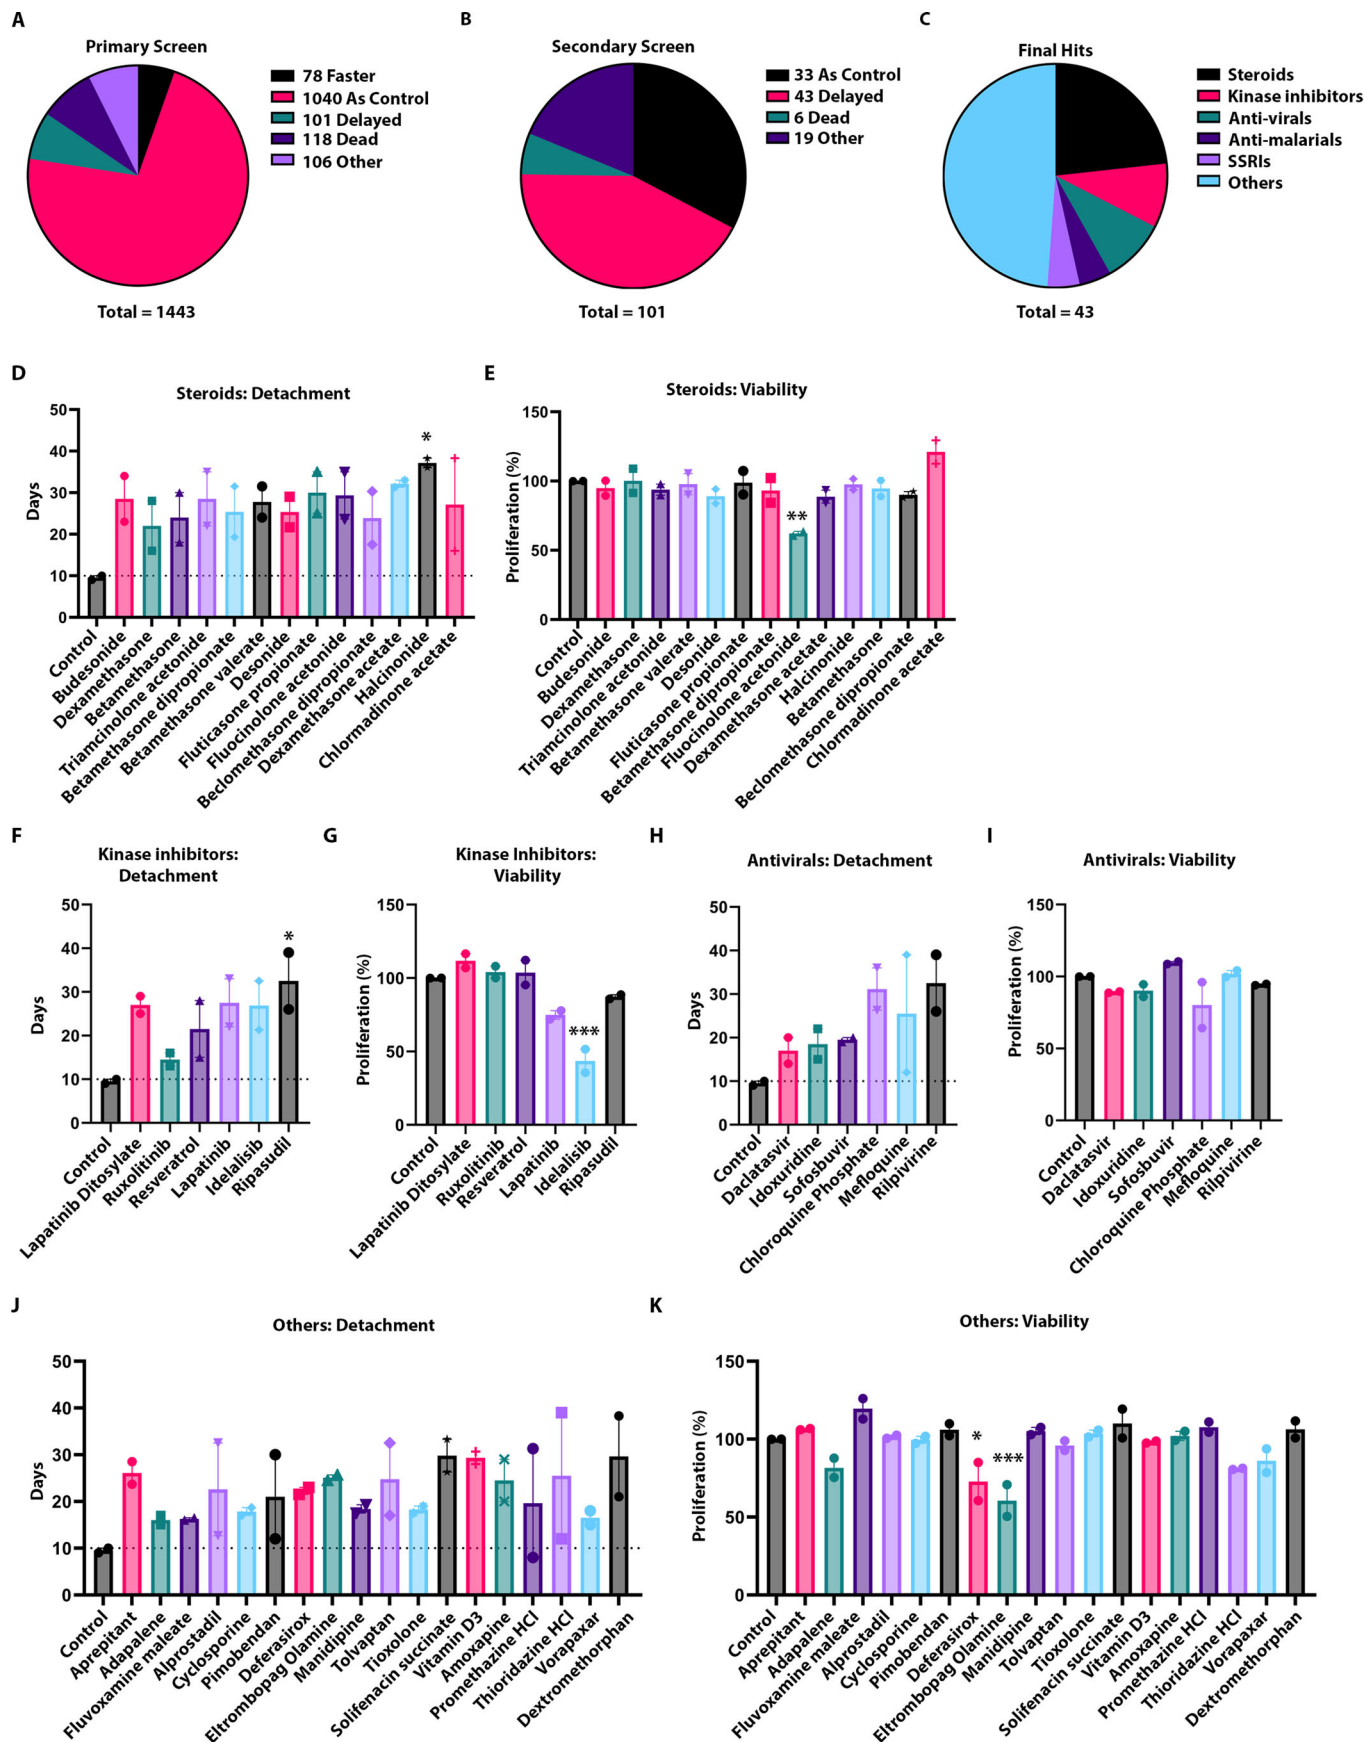 A
Primary Screen
78 Faster
1040 As Control
101 Delayed
118 Dead
106 Other
Total = 1443
B
Secondary Screen
33 As Control
43 Delayed
6 Dead
19 Other
Total = 101
C
Final Hits
Steroids
Kinase inhibitors
Anti-virals
Anti-malarials
SSRIs
Others
Total = 43
D
Steroids: Detachment
Days
50
40
30
20
10
0
*
Control
Budesonide
Dexamethasone
Betamethasone
Triamcinolone acetonide
Betamethasone dipropionate
Betamethasone valerate
Desonide
Fluticasone propionate
Fluocinolone acetonide
Beclomethasone dipropionate
Dexamethasone acetate
Halcinonide
Chlormadinone acetate
E
Steroids: Viability
Proliferation (%)
150
100
50
0
**
Control
Budesonide
Dexamethasone
Triamcinolone acetonide
Betamethasone valerate
Desonide
Fluticasone propionate
Betamethasone dipropionate
Fluocinolone acetonide
Dexamethasone acetate
Halcinonide
Betamethasone
Beclomethasone dipropionate
Chlormadinone acetate
F
Kinase inhibitors:
Detachment
Days
50
40
30
20
10
0
*
Control
Lapatinib Ditosylate
Ruxolitinib
Resveratrol
Lapatinib
Idelalisib
Ripasudil
G
Kinase Inhibitors:
Viability
Proliferation (%)
150
100
50
0
***
Control
Lapatinib Ditosylate
Ruxolitinib
Resveratrol
Lapatinib
Idelalisib
Ripasudil
H
Antivirals: Detachment
Days
50
40
30
20
10
0
Control
Daclatasvir
Idoxuridine
Sofosbuvir
Chloroquine Phosphate
Mefloquine
Rilpivirine
I
Antivirals: Viability
Proliferation (%)
150
100
50
0
Control
Daclatasvir
Idoxuridine
Sofosbuvir
Chloroquine Phosphate
Mefloquine
Rilpivirine
J
Others: Detachment
Days
50
40
30
20
10
0
Control
Aprepitant
Adapalene
Fluvoxamine maleate
Alprostadil
Cyclosporine
Pimobendan
Deferasirox
Eltrombopag Olamine
Manidipine
Tolvaptan
Tioxolone
Solifenacin succinate
Vitamin D3
Amoxapine
Promethazine HCl
Thioridazine HCl
Vorapaxar
Dextromethorphan
K
Others: Viability
Proliferation (%)
150
100
50
0
*
***
Control
Aprepitant
Adapalene
Fluvoxamine maleate
Alprostadil
Cyclosporine
Pimobendan
Deferasirox
Eltrombopag Olamine
Manidipine
Tolvaptan
Tioxolone
Solifenacin succinate
Vitamin D3
Amoxapine
Promethazine HCl
Thioridazine HCl
Vorapaxar
Dextromethorphan